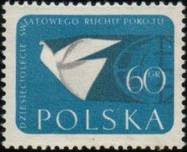 DZIESIĘCIOLECIE ŚWIATOWEGO RUCHU POKOJU
60 GR
POLSKA